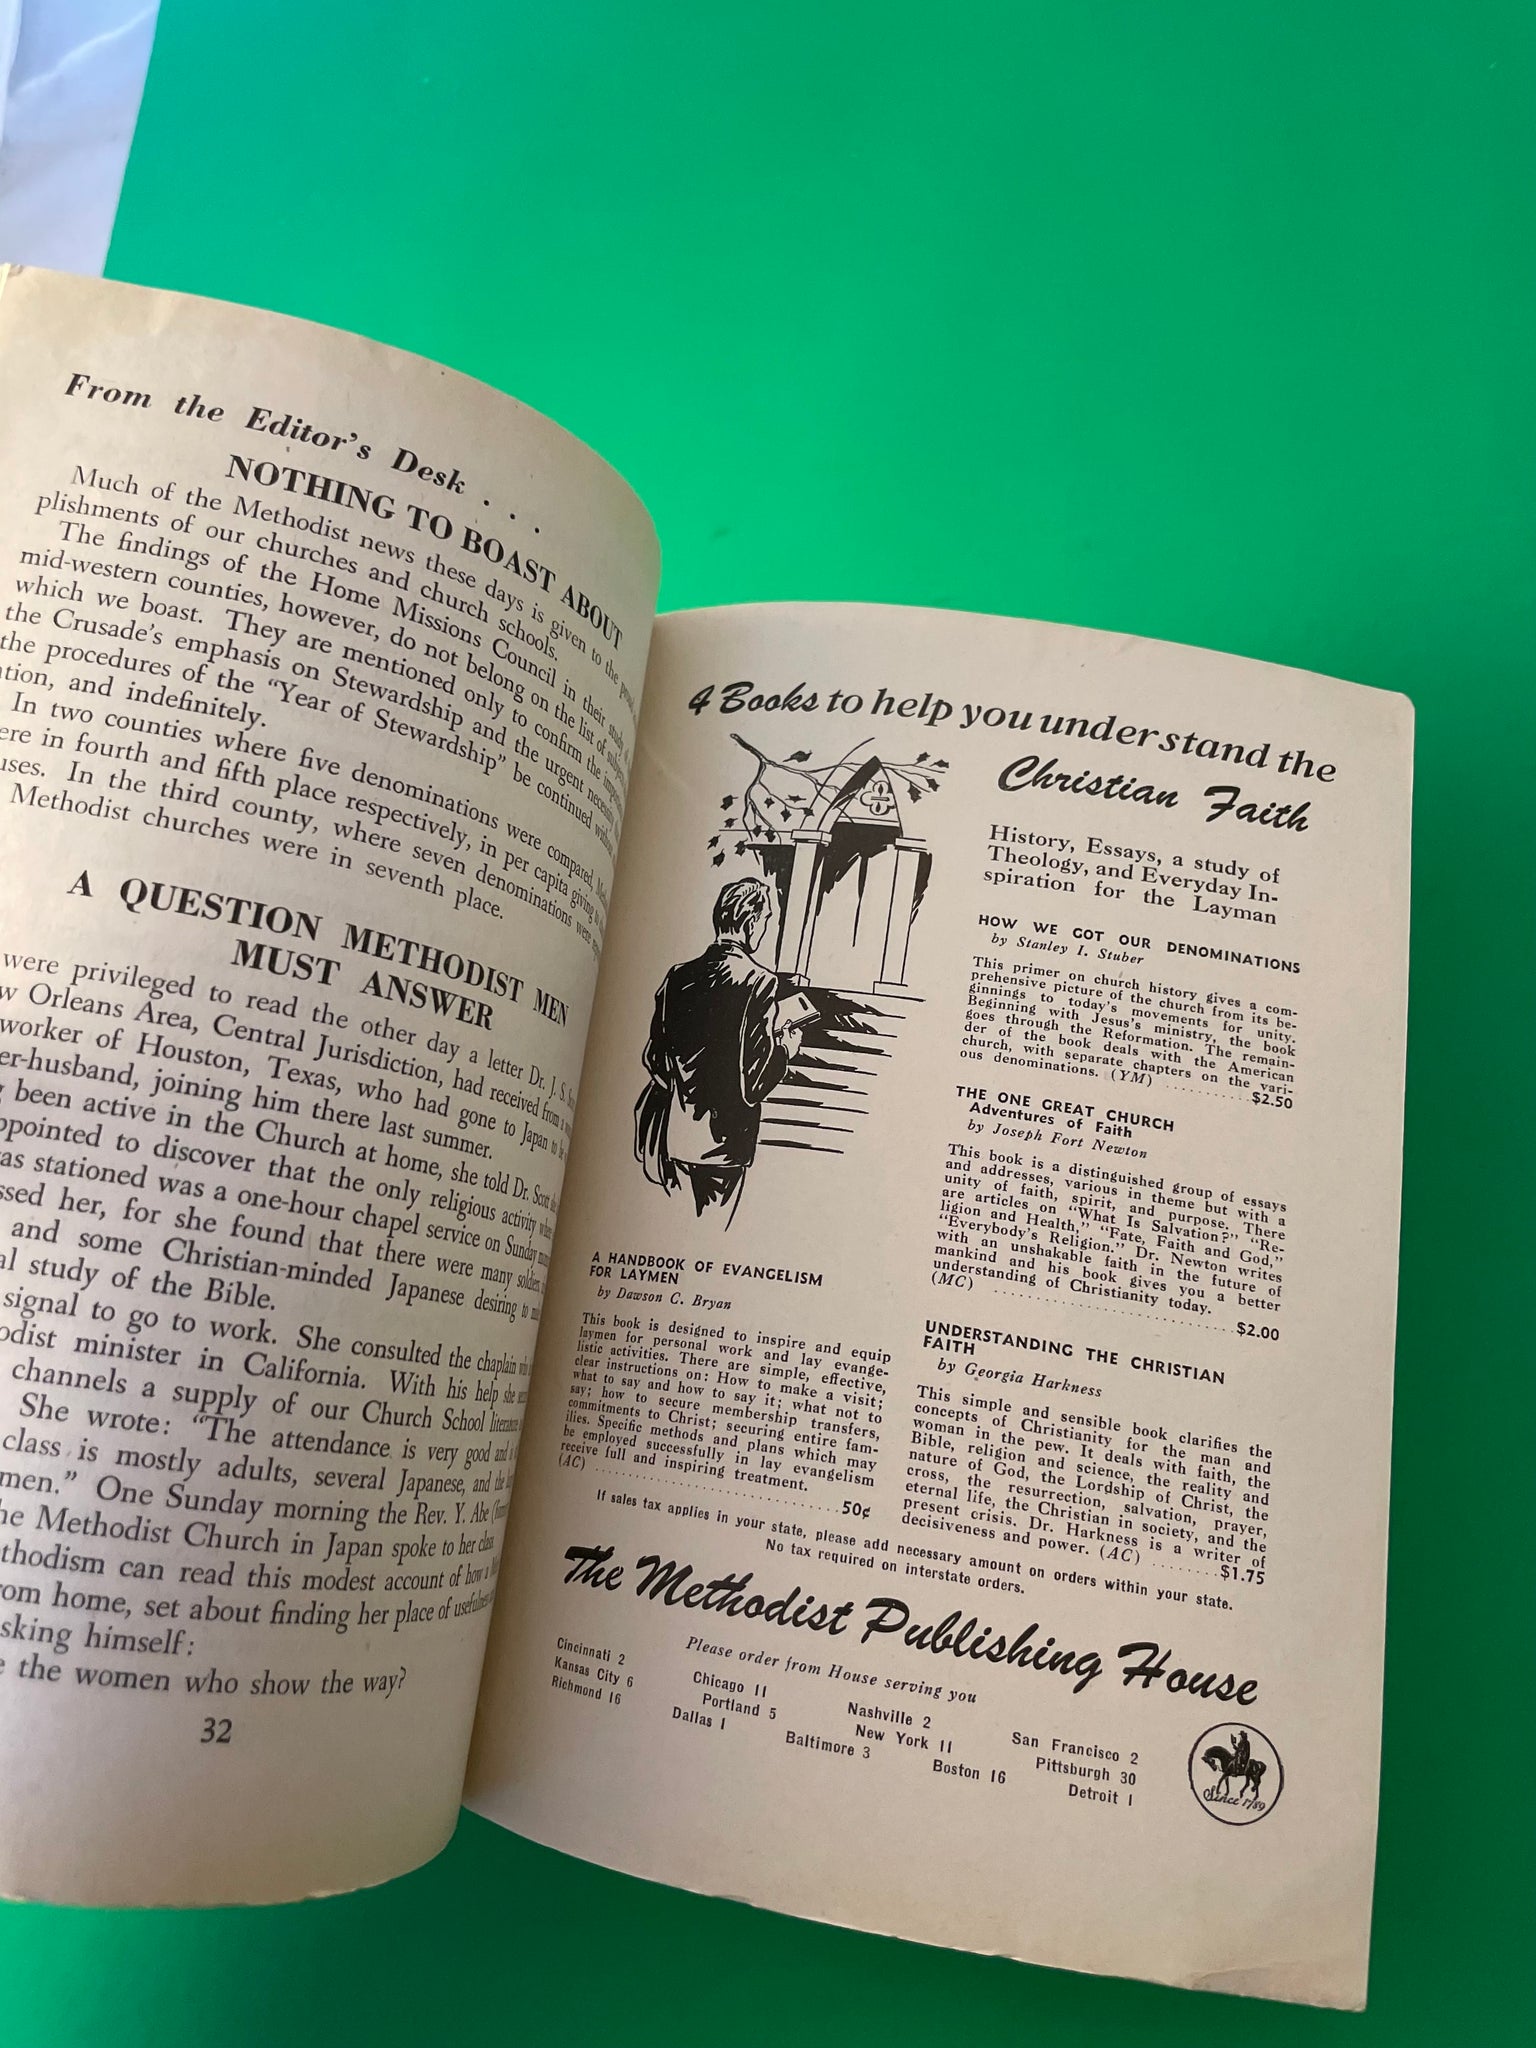 From the Editor's Desk . . .
NOTHING TO BOAST ABOUT
Much of the Methodist news these days is given to the
plishments of our churches and church schools.
The findings of the Home Missions Council in their study
mid-western counties, however, do not belong on the list of
which we boast. They are mentioned only to confirm the
the Crusade's emphasis on Stewardship and the urgent necessity
the procedures of the "Year of Stewardship" be continued
ation, and indefinitely.
In two counties where five denominations were compared,
ere in fourth and fifth place respectively, in per capita giving to
uses. In the third county, where seven denominations were
Methodist churches were in seventh place.
A QUESTION METHODIST MEN
MUST ANSWER
were privileged to read the other day a letter Dr. J. S.
w Orleans Area, Central Jurisdiction, had received from a
worker of Houston, Texas, who had gone to Japan to be
er-husband, joining him there last summer.
g been active in the Church at home, she told Dr. Scott
ppointed to discover that the only religious activity where
as stationed was a one-hour chapel service on Sunday
ssed her, for she found that there were many soldiers
and some Christian-minded Japanese desiring to
al study of the Bible.
signal to go to work. She consulted the chaplain
odist minister in California. With his help she
channels a supply of our Church School literature
She wrote: "The attendance is very good and
class is mostly adults, several Japanese, and the
men." One Sunday morning the Rev. Y. Abe
he Methodist Church in Japan spoke to her class
thodism can read this modest account of how a
rom home, set about finding her place of usefulness
sking himself:
e the women who show the way?
32
4 Books to help you understand the
Christian Faith
History, Essays, a study of
Theology, and Everyday In-
spiration for the Layman
HOW WE GOT OUR DENOMINATIONS
by Stanley I. Stuber
This primer on church history gives a com-
prehensive picture of the church from its be-
ginnings to today's movements for unity.
Beginning with Jesus's ministry, the book
goes through the Reformation. The remain-
der of the book deals with the American
church, with separate chapters on the vari-
ous denominations. (YM) ..........$2.50
THE ONE GREAT CHURCH
Adventures of Faith
by Joseph Fort Newton
This book is a distinguished group of essays
and addresses, various in theme but with a
unity of faith, spirit, and purpose. There
are articles on "What Is Salvation?" "Re-
ligion and Health," "Fate, Faith and God,"
"Everybody's Religion." Dr. Newton writes
with an unshakable faith in the future of
mankind and his book gives you a better
understanding of Christianity today.
(MC) ..............................$2.00
UNDERSTANDING THE CHRISTIAN
FAITH
by Georgia Harkness
This simple and sensible book clarifies the
concepts of Christianity for the man and
woman in the pew. It deals with faith, the
Bible, religion and science, the reality and
nature of God, the Lordship of Christ, the
cross, the resurrection, salvation, prayer,
eternal life, the Christian in society, and the
present crisis. Dr. Harkness is a writer of
decisiveness and power. (AC) ........$1.75
A HANDBOOK OF EVANGELISM
FOR LAYMEN
by Dawson C. Bryan
This book is designed to inspire and equip
laymen for personal work and lay evange-
listic activities. There are simple, effective,
clear instructions on: How to make a visit;
what to say and how to say it; what not to
say; how to secure membership transfers,
commitments to Christ; securing entire fam-
ilies. Specific methods and plans which may
be employed successfully in lay evangelism
receive full and inspiring treatment.
(AC) ..............................50¢
If sales tax applies in your state, please add necessary amount on orders within your state.
No tax required on interstate orders.
The Methodist Publishing House
Please order from House serving you
Cincinnati 2 Chicago 11 Nashville 2 San Francisco 2
Kansas City 6 Portland 5 New York 11 Pittsburgh 30
Richmond 16 Dallas 1 Baltimore 3 Boston 16 Detroit 1
Since 1789